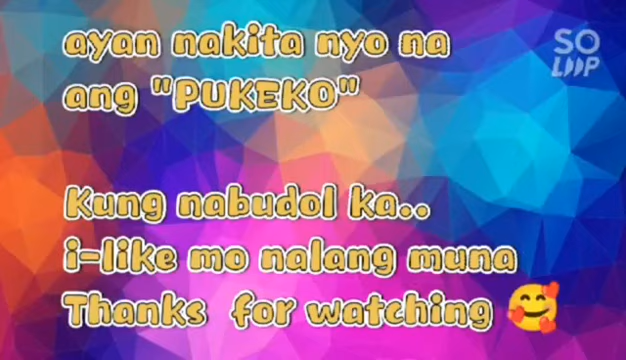 ayan nakita nyo na
ang "PUKEKO"
SO
LOOP
Kung nabudol ka..
i-like mo nalang muna
Thanks for watching 🥰